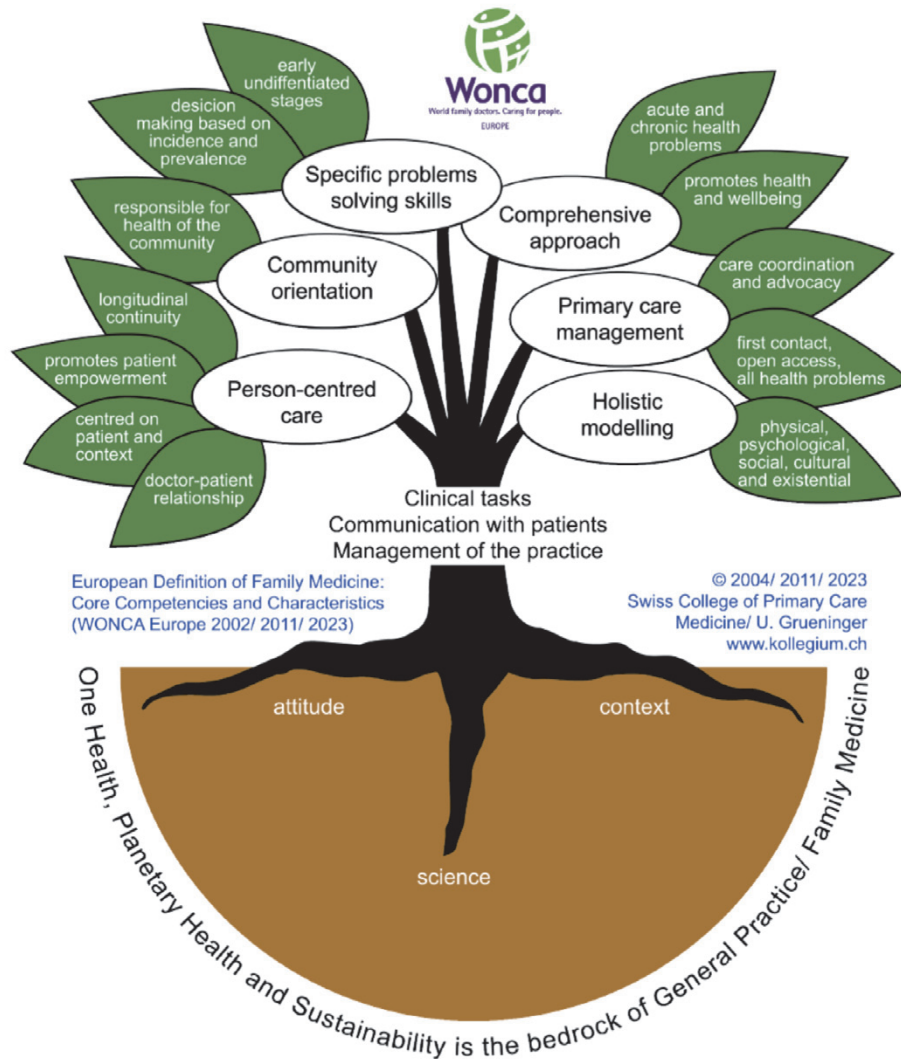 Wonca
World family doctors. Caring for people.
EUROPE
early
undiffentiated
stages
desicion
making based on
incidence and
prevalence
responsible for
health of the
community
longitudinal
continuity
promotes patient
empowerment
centred on
patient and
context
doctor-patient
relationship
Specific problems
solving skills
Community
orientation
Person-centred
care
Comprehensive
approach
Primary care
management
Holistic
modelling
acute and
chronic health
problems
promotes health
and wellbeing
care coordination
and advocacy
first contact,
open access,
all health problems
physical,
psychological,
social, cultural
and existential
Clinical tasks
Communication with patients
Management of the practice
European Definition of Family Medicine:
Core Competencies and Characteristics
(WONCA Europe 2002/ 2011/ 2023)
© 2004/ 2011/ 2023
Swiss College of Primary Care
Medicine/ U. Grueninger
www.kollegium.ch
attitude
context
science
One Health, Planetary Health and Sustainability is the bedrock of General Practice/ Family Medicine